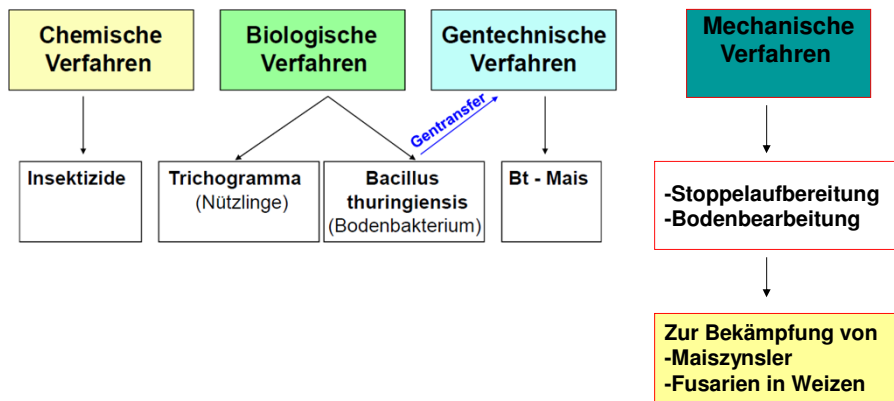 Chemische
Verfahren
Biologische
Verfahren
Gentechnische
Verfahren
Mechanische
Verfahren
Gentransfer
Insektizide
Trichogramma
(Nützlinge)
Bacillus
thuringiensis
(Bodenbakterium)
Bt - Mais
-Stoppelaufbereitung
-Bodenbearbeitung
Zur Bekämpfung von
-Maiszynsler
-Fusarien in Weizen